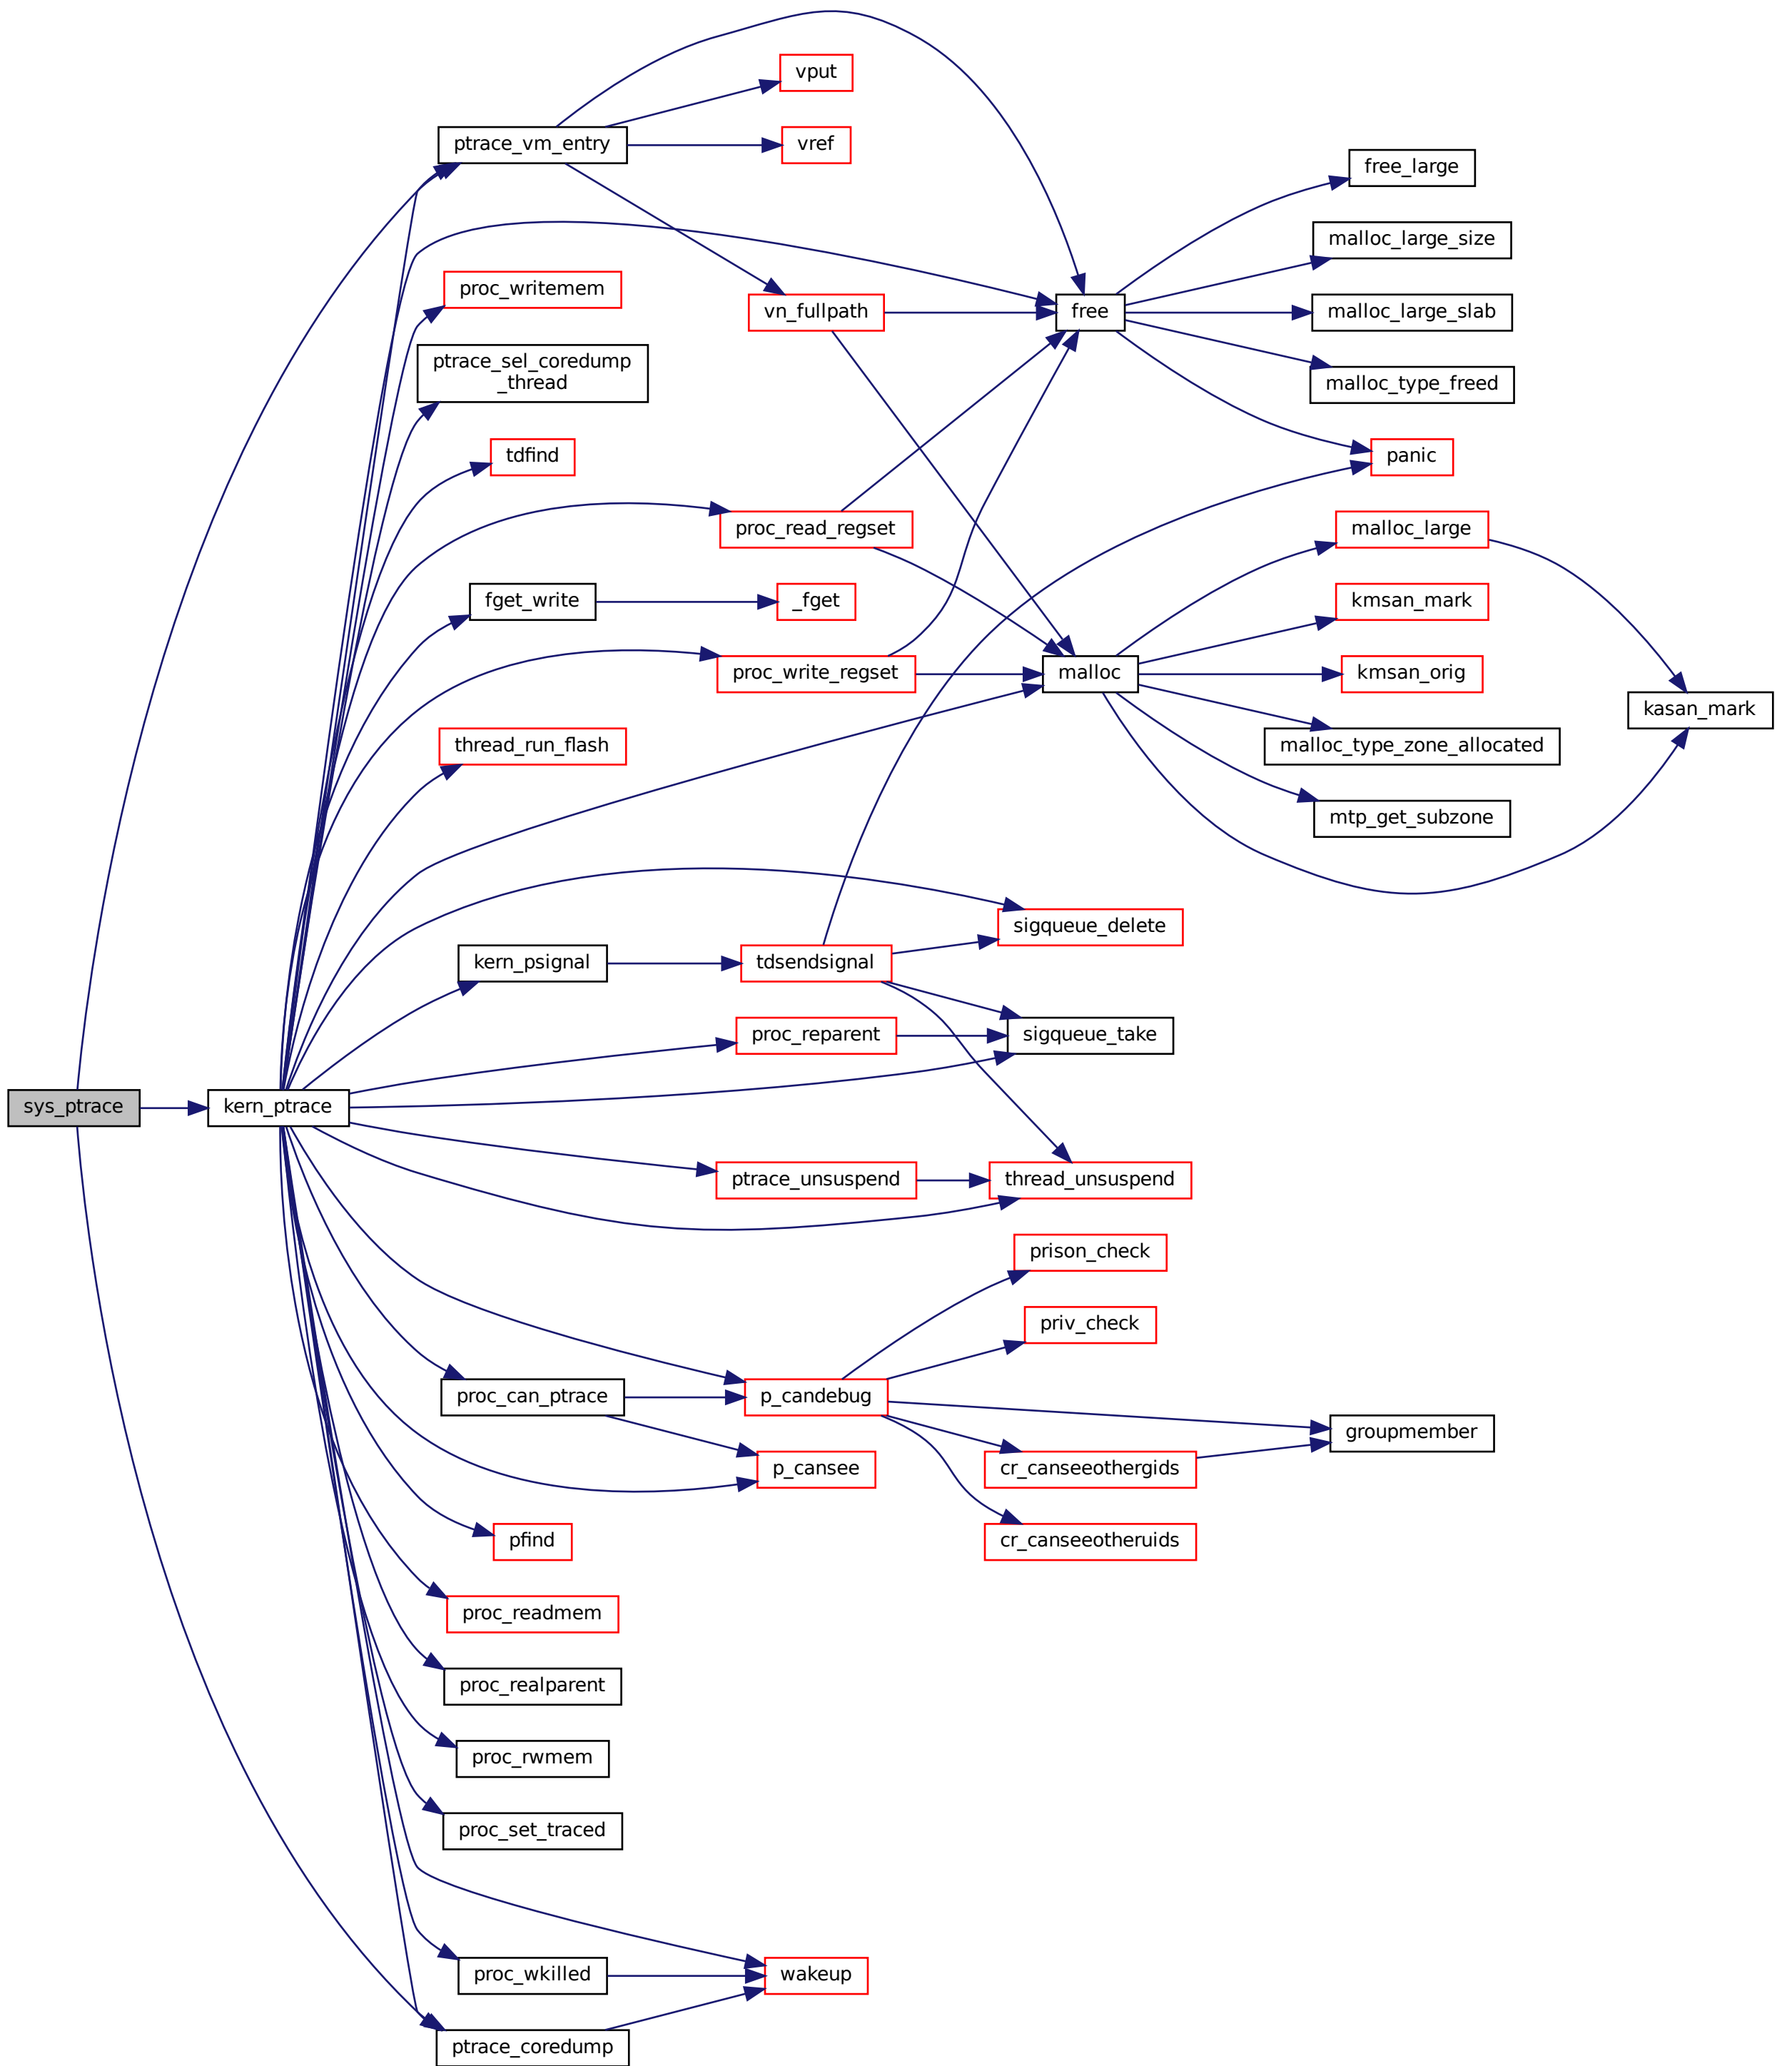 vput
ptrace_vm_entry
vref
free_large
malloc_large_size
proc_writemem
vn_fullpath
free
malloc_large_slab
ptrace_sel_coredump
_thread
malloc_type_freed
tdfind
panic
proc_read_regset
malloc_large
fget_write
_fget
kmsan_mark
proc_write_regset
malloc
kmsan_orig
kasan_mark
thread_run_flash
malloc_type_zone_allocated
mtp_get_subzone
sigqueue_delete
kern_psignal
tdsendsignal
proc_reparent
sigqueue_take
sys_ptrace
kern_ptrace
ptrace_unsuspend
thread_unsuspend
prison_check
priv_check
proc_can_ptrace
p_candebug
groupmember
p_cansee
cr_canseeothergids
pfind
cr_canseeotheruids
proc_readmem
proc_realparent
proc_rwmem
proc_set_traced
proc_wkilled
wakeup
ptrace_coredump